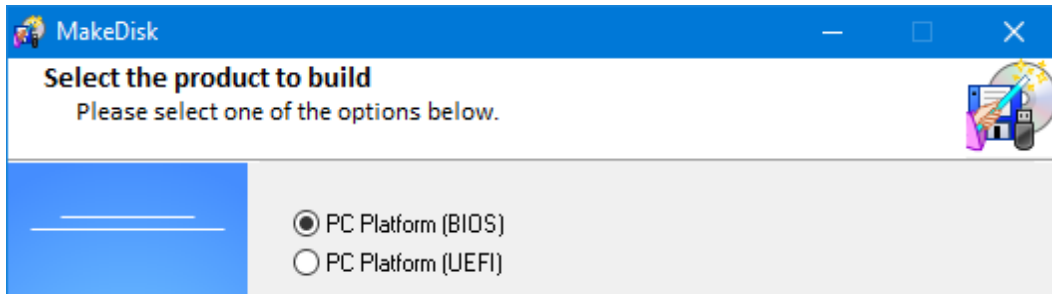 MakeDisk
Select the product to build
Please select one of the options below.
PC Platform (BIOS)
PC Platform (UEFI)